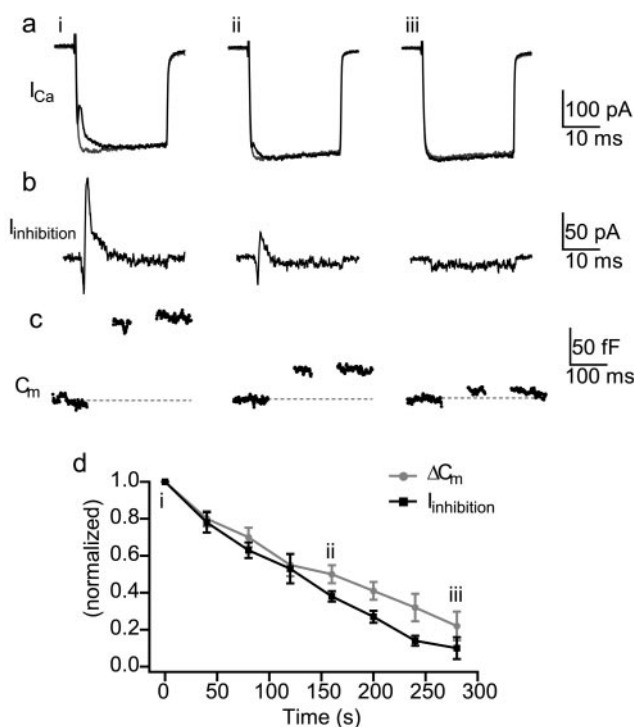 a
i
ii
iii
I_Ca
100 pA
10 ms
b
I_inhibition
50 pA
10 ms
c
C_m
50 fF
100 ms
d
ΔC_m
I_inhibition
(normalized)
1.0
0.8
0.6
0.4
0.2
0.0
i
ii
iii
0
50
100
150
200
250
300
Time (s)